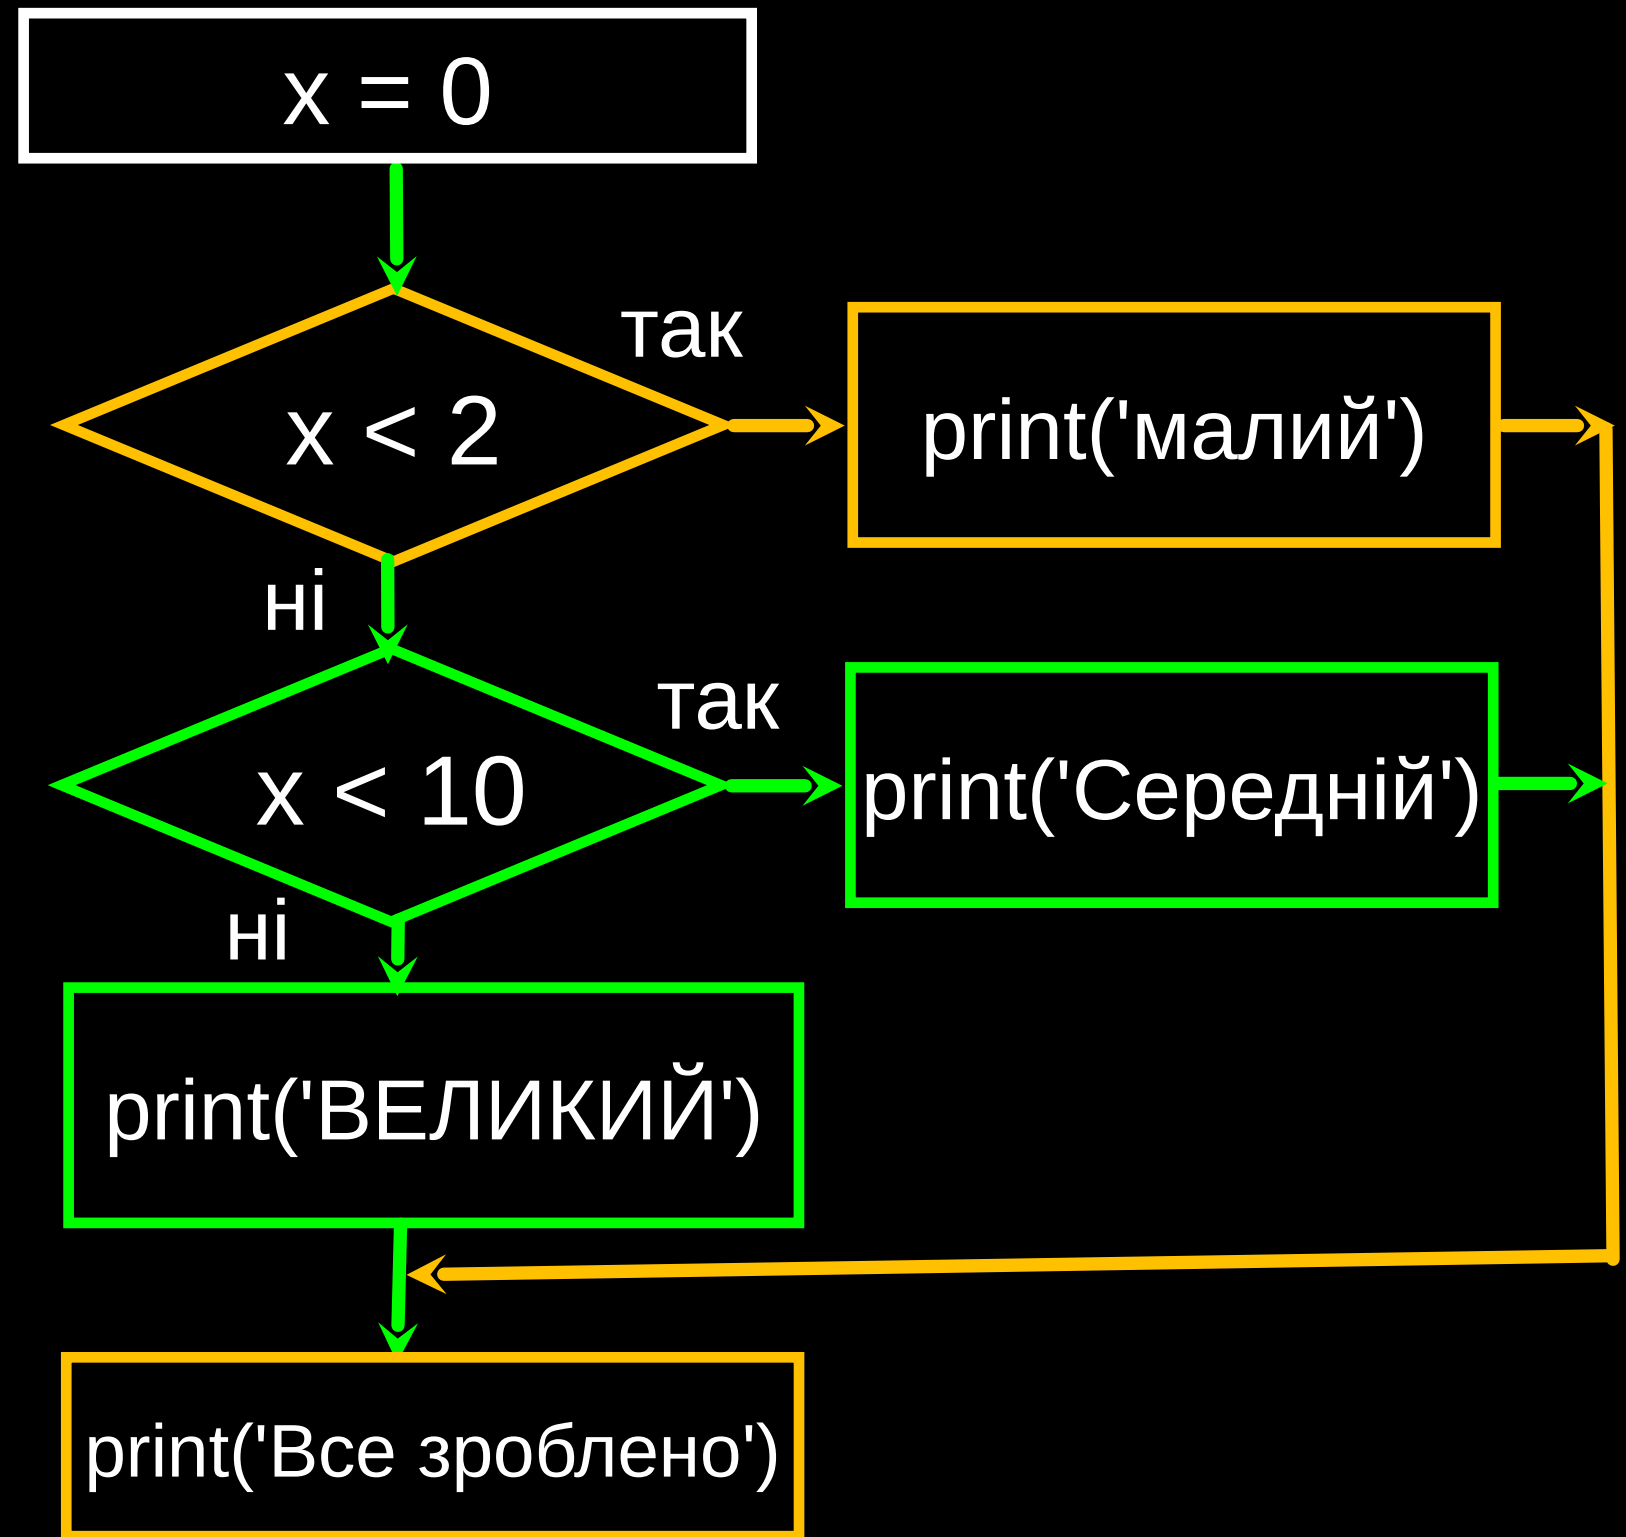 x = 0
так
x < 2
print('малий')
ні
так
x < 10
print('Середній')
ні
print('ВЕЛИКИЙ')
print('Все зроблено')